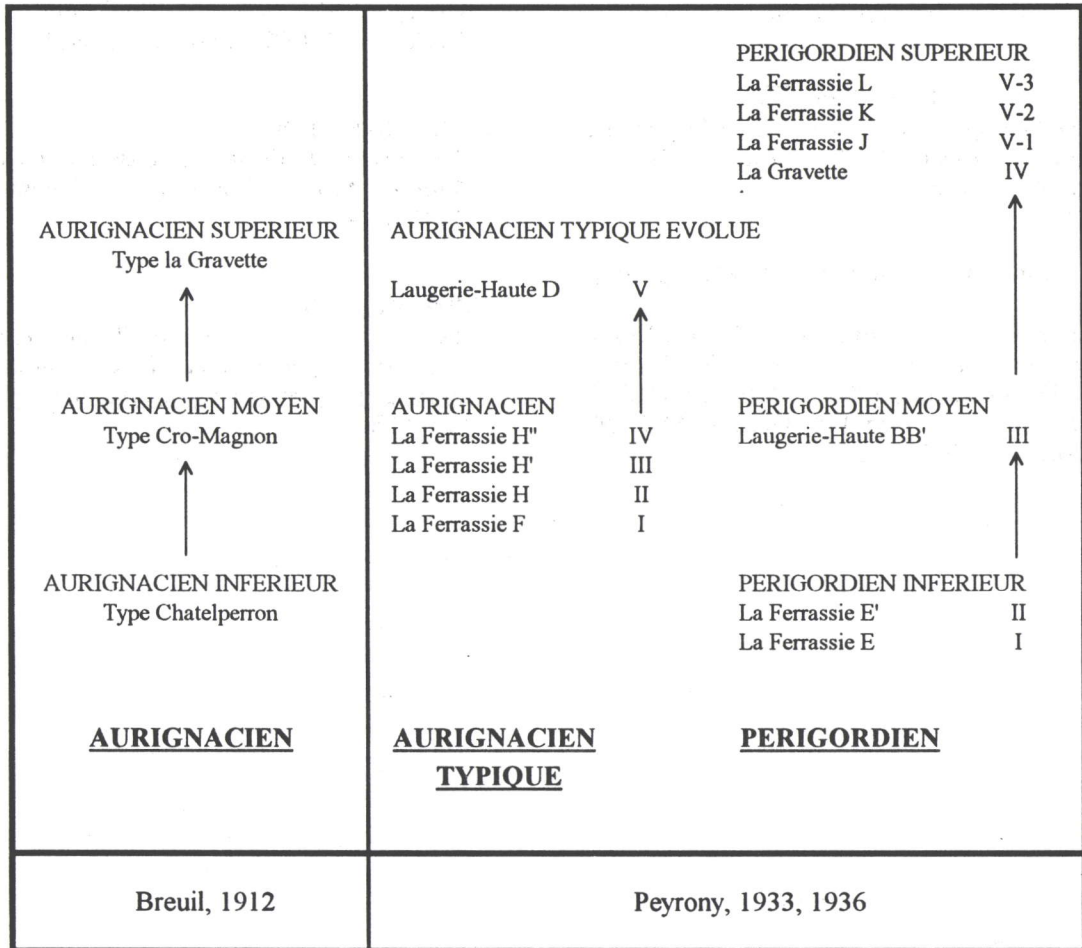 AURIGNACIEN SUPERIEUR
Type la Gravette
AURIGNACIEN MOYEN
Type Cro-Magnon
AURIGNACIEN INFERIEUR
Type Chatelperron
AURIGNACIEN
AURIGNACIEN TYPIQUE EVOLUE
Laugerie-Haute D V
AURIGNACIEN
La Ferrassie H" IV
La Ferrassie H' III
La Ferrassie H II
La Ferrassie F I
AURIGNACIEN
TYPIQUE
PERIGORDIEN SUPERIEUR
La Ferrassie L V-3
La Ferrassie K V-2
La Ferrassie J V-1
La Gravette IV
PERIGORDIEN MOYEN
Laugerie-Haute BB' III
PERIGORDIEN INFERIEUR
La Ferrassie E' II
La Ferrassie E I
PERIGORDIEN
Breuil, 1912
Peyrony, 1933, 1936